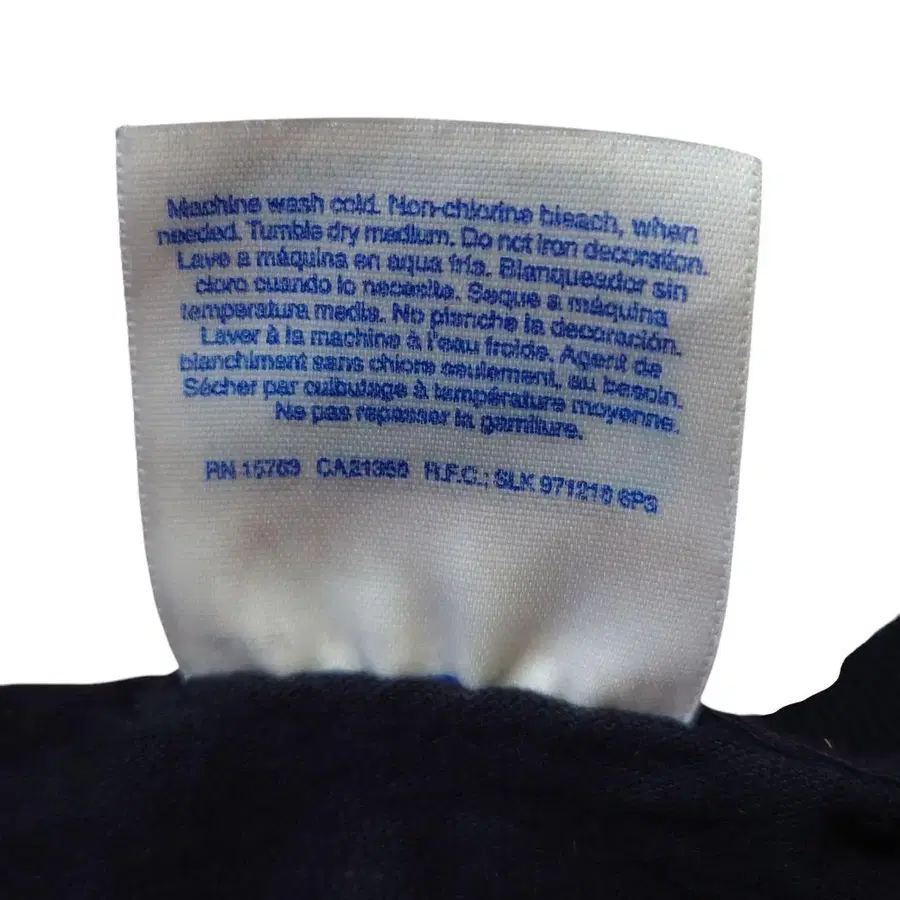 Machine wash cold. Non-chlorine bleach, when
needed. Tumble dry medium. Do not iron decoration.
Lave a máquina en aqua fría. Blanqueador sin
cloro cuando lo necesite. Seque a máquina
temperatura media. No planche la decoración.
Laver à la machine à l'eau froide. Agent de
blanchiment sans chlore seulement, au besoin.
Sécher par culbutage à température moyenne.
Ne pas repasser la garniture.
RN 15763 CA21350 R.F.C.: SLK 971216 6P3